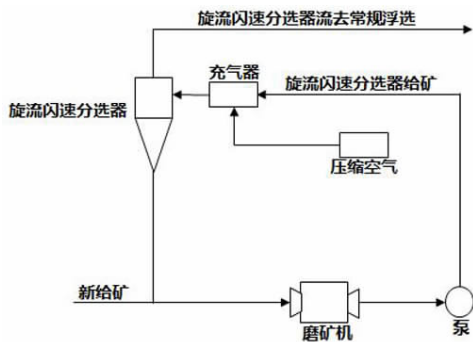 旋流闪速分选器流去常规浮选
充气器
旋流闪速分选器给矿
旋流闪速分选器
压缩空气
新给矿
磨矿机
泵